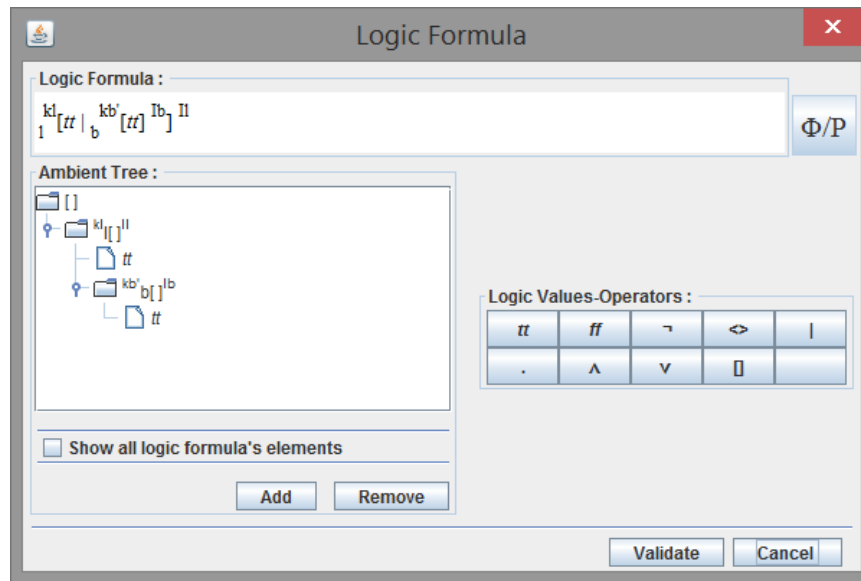 Logic Formula
x
Logic Formula :
kl l[tt | kb' b[tt] Ib] Il
Φ/P
Ambient Tree :
[ ]
kl l[ ] Il
tt
kb' b[ ] Ib
tt
Logic Values-Operators :
tt ff ¬ <> |
. ∧ ∨ []
Show all logic formula's elements
Add Remove
Validate Cancel